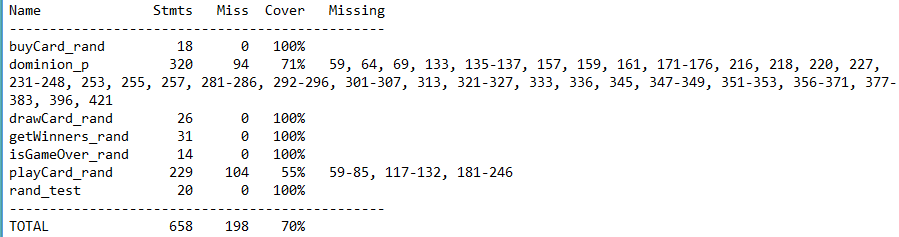 Name                 Stmts   Miss  Cover   Missing
-----------------------------------------------
buyCard_rand            18      0   100%
dominion_p             320     94    71%   59, 64, 69, 133, 135-137, 157, 159, 161, 171-176, 216, 218, 220, 227,
231-248, 253, 255, 257, 281-286, 292-296, 301-307, 313, 321-327, 333, 336, 345, 347-349, 351-353, 356-371, 377-
383, 396, 421
drawCard_rand           26      0   100%
getWinners_rand         31      0   100%
isGameOver_rand         14      0   100%
playCard_rand          229    104    55%   59-85, 117-132, 181-246
rand_test               20      0   100%
-----------------------------------------------
TOTAL                  658    198    70%